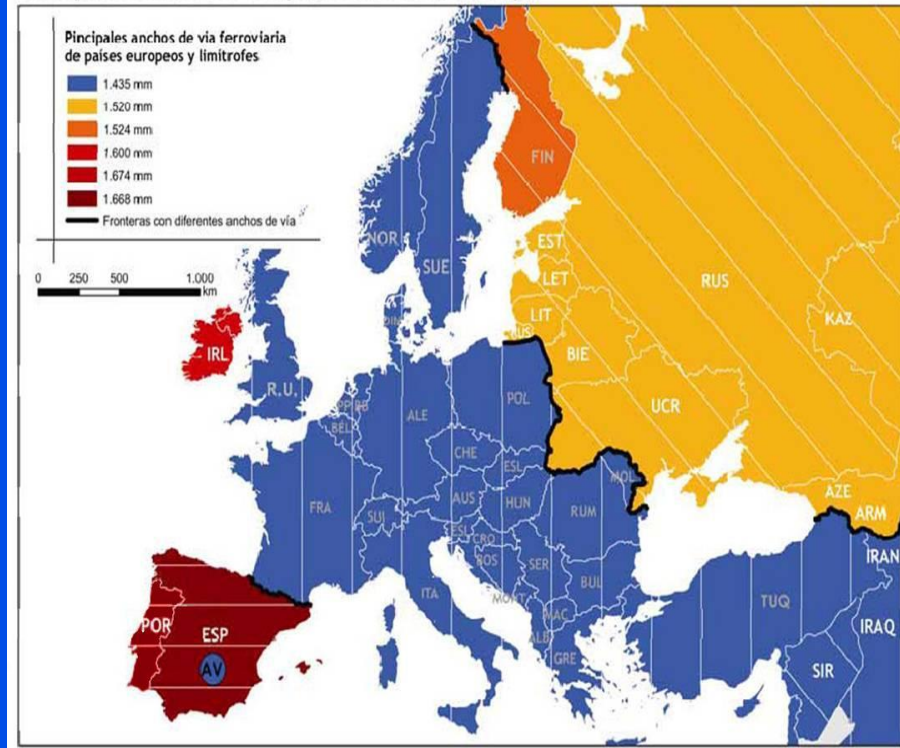 Pincipales anchos de via ferroviaria
de países europeos y limítrofes
1.435 mm
1.520 mm
1.524 mm
1.600 mm
1.674 mm
1.668 mm
Fronteras con diferentes anchos de vía
0 250 500 1.000
km
FIN
NOR
SUE
EST
LET
LIT
RUS
RUS
KAZ
BIE
IRL
R.U.
UCR
POL
ALE
BEL
CHE
ESL
MOL
AUS
HUN
FRA
SUI
RUM
AZE
ARM
ESL
CRO
BOS
SER
IRAN
ITA
BUL
MONT
MAC
TUQ
POR
ESP
IRAQ
ALB
GRE
AV
SIR